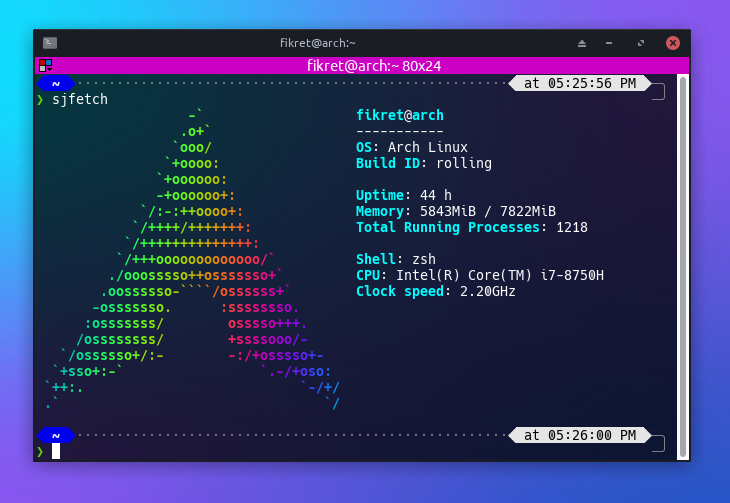 fikret@arch:~
fikret@arch:~ 80x24
~ at 05:25:56 PM
❯ sjfetch
-`
.o+`
`ooo/
`+oooo:
`+oooooo:
-+oooooo+:
`/:-:++oooo+:
`/++++/+++++++:
`/++++++++++++++:
`/+++ooooooooooooo/`
./ooosssso++osssssso+`
.oossssso-````/ossssss+`
-osssssso. :ssssssso.
:osssssss/ osssso+++.
/ossssssss/ +ssssooo/-
`/ossssso+/:- -:/+osssso+-
`+sso+:-` `.-/+oso:
`++:. `-/+/
.` `/
fikret@arch
-----------
OS: Arch Linux
Build ID: rolling
Uptime: 44 h
Memory: 5843MiB / 7822MiB
Total Running Processes: 1218
Shell: zsh
CPU: Intel(R) Core(TM) i7-8750H
Clock speed: 2.20GHz
~ at 05:26:00 PM
❯